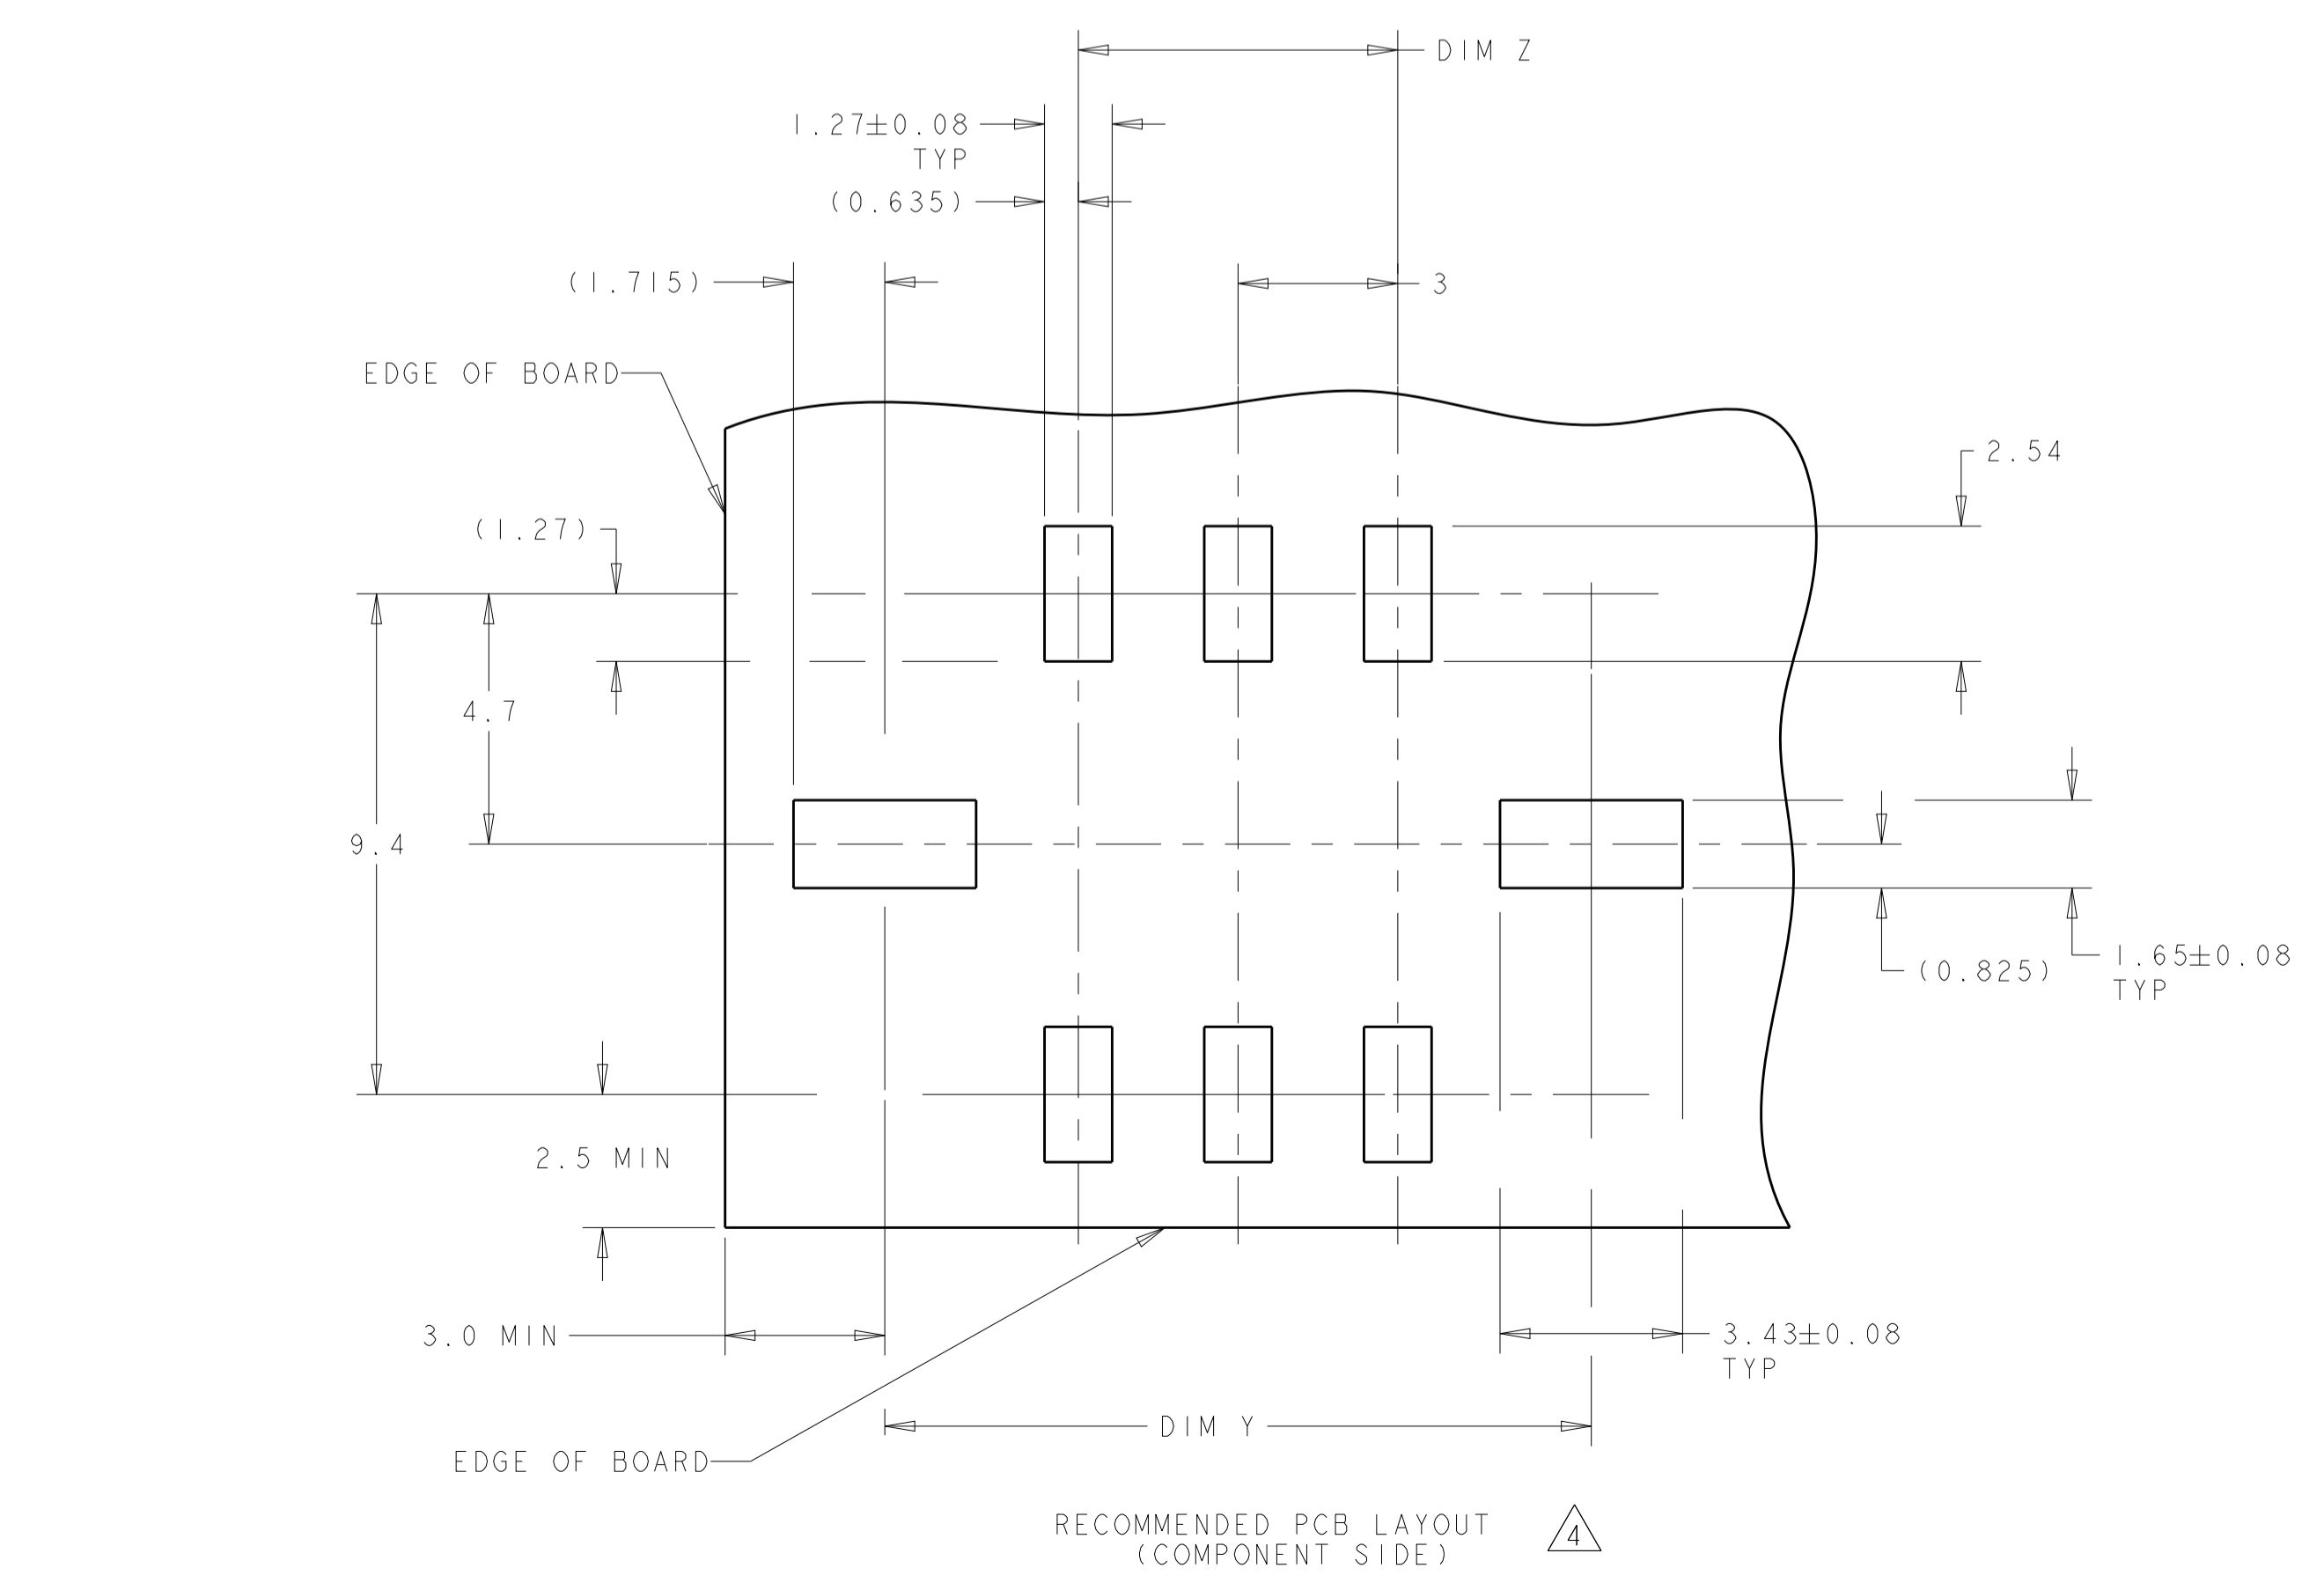 DIM Z
1.27±0.08
TYP
(0.635)
(1.715)
3
EDGE OF BOARD
2.54
(1.27)
4.7
9.4
1.65±0.08
TYP
(0.825)
2.5 MIN
3.0 MIN
3.43±0.08
TYP
DIM Y
EDGE OF BOARD
RECOMMENDED PCB LAYOUT
(COMPONENT SIDE)
4